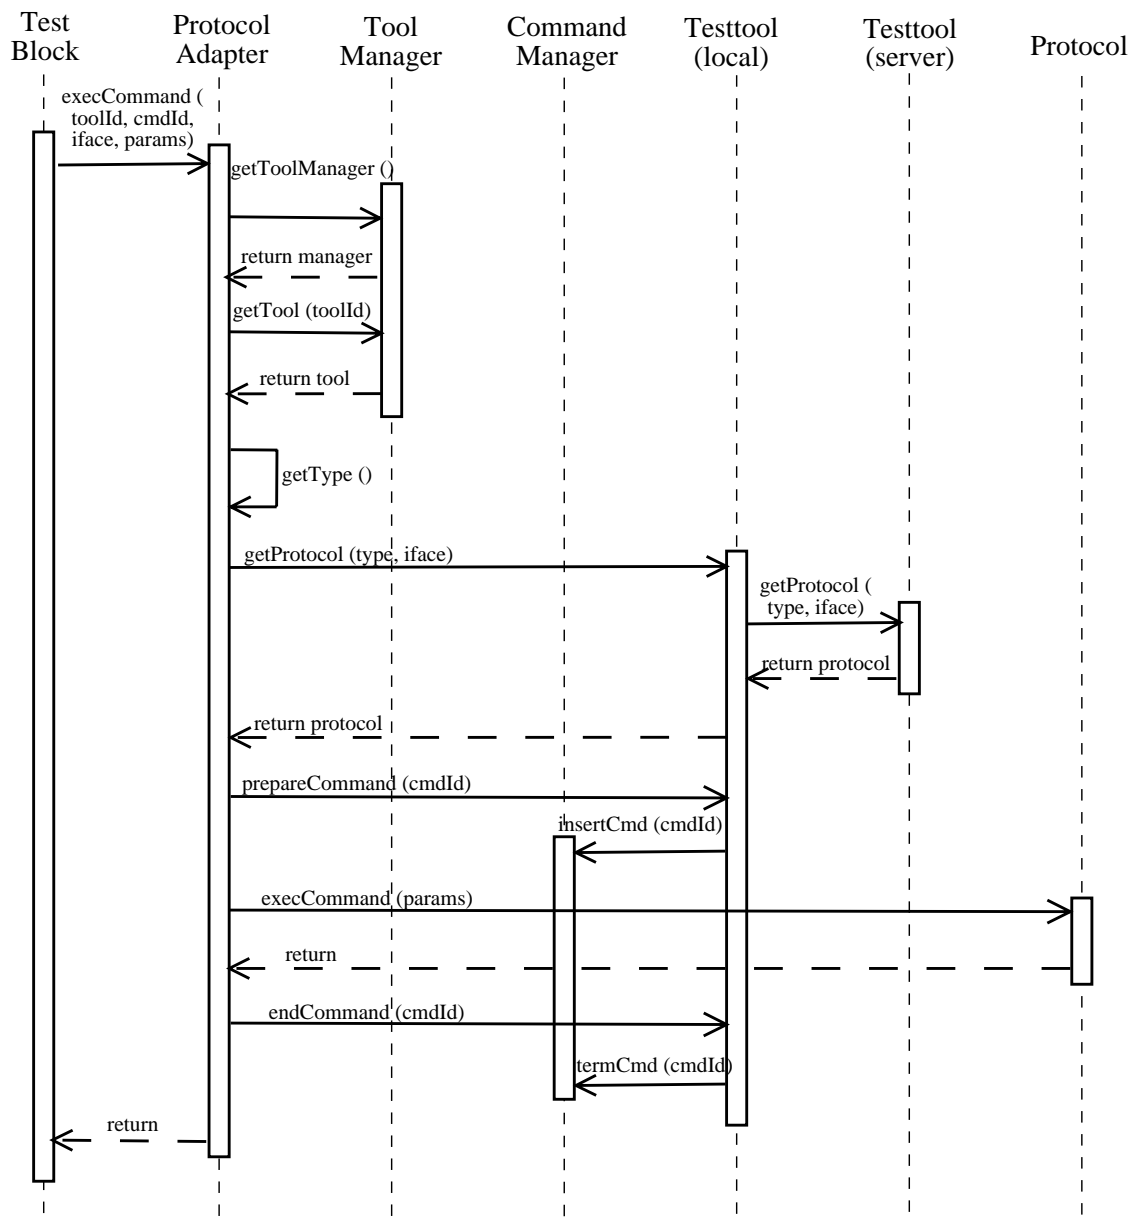 Test
Block
Protocol
Adapter
Tool
Manager
Command
Manager
Testtool
(local)
Testtool
(server)
Protocol
execCommand (
toolId, cmdId,
iface, params)
getToolManager ()
return manager
getTool (toolId)
return tool
getType ()
getProtocol (type, iface)
getProtocol (
type, iface)
return protocol
return protocol
prepareCommand (cmdId)
insertCmd (cmdId)
execCommand (params)
return
endCommand (cmdId)
termCmd (cmdId)
return